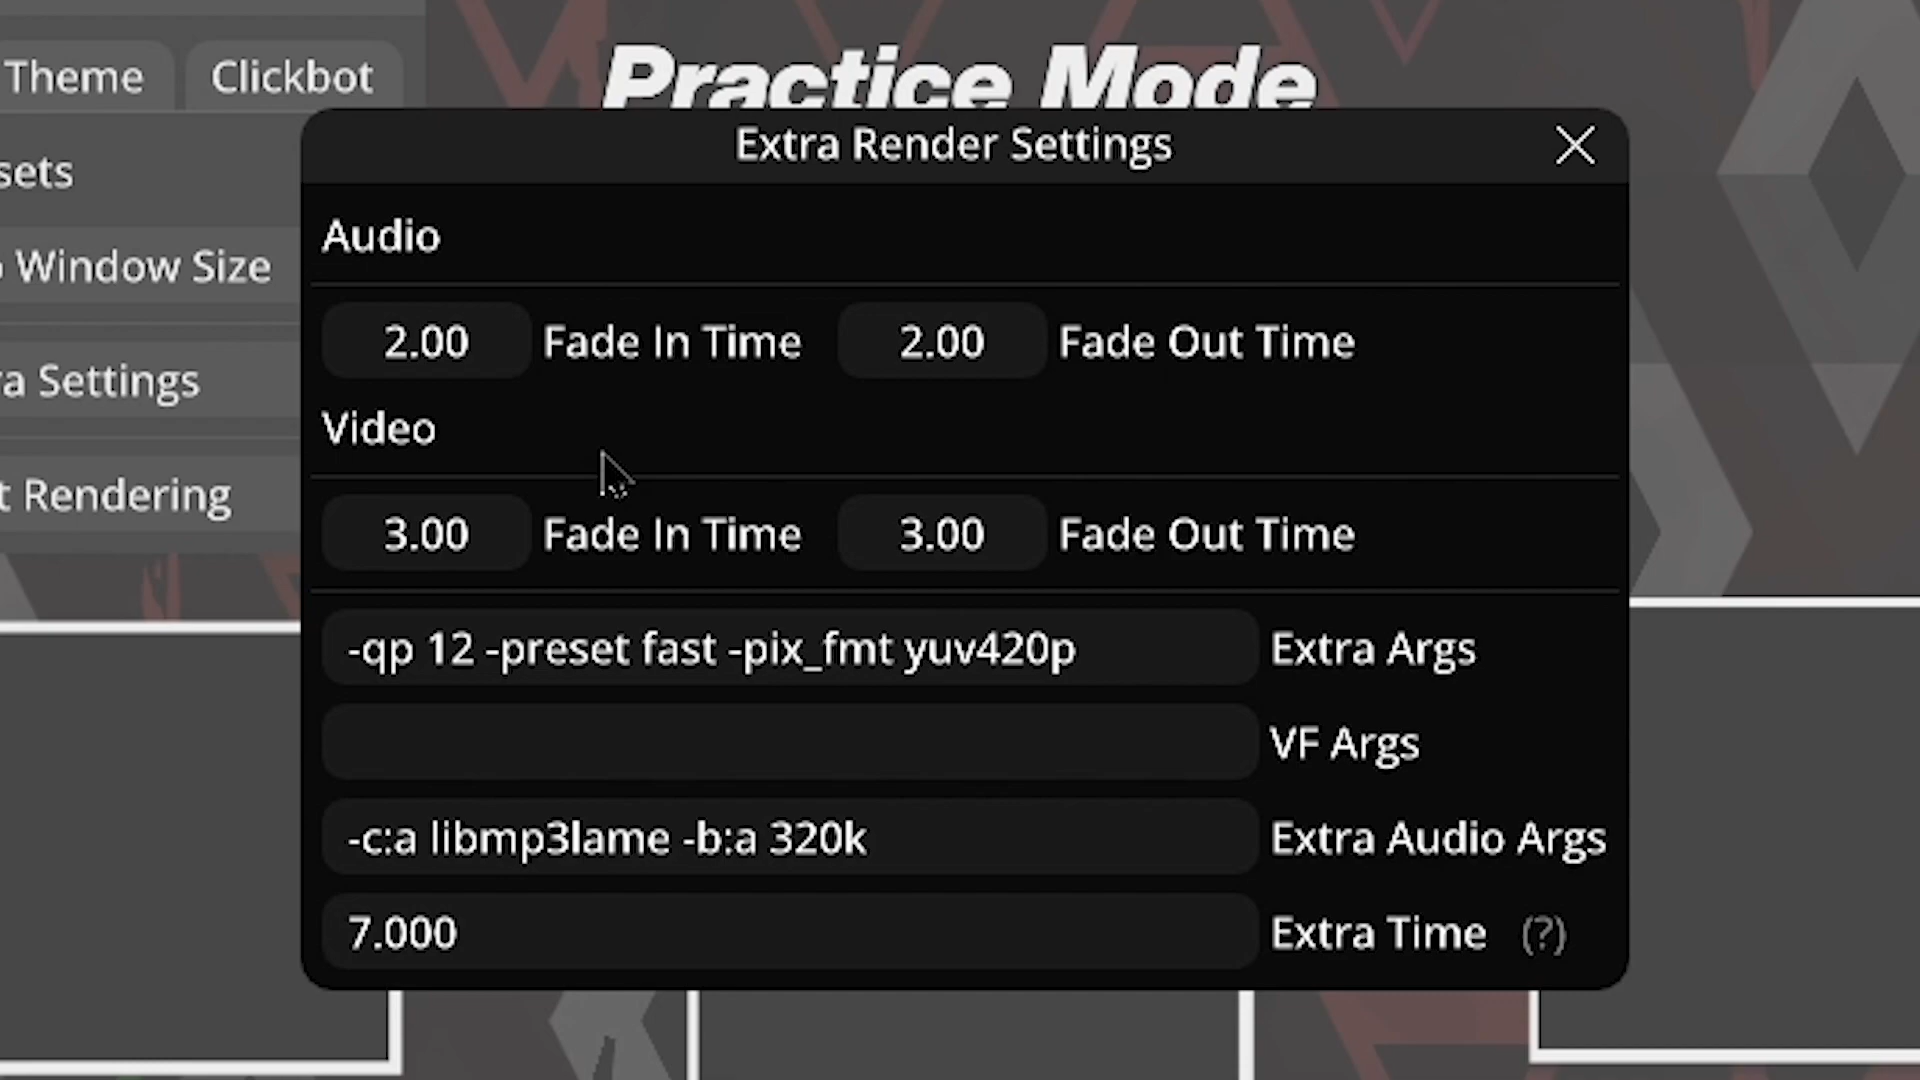 Theme Clickbot
Practice Mode
Extra Render Settings
sets
Window Size
a Settings
t Rendering
Audio
2.00 Fade In Time 2.00 Fade Out Time
Video
3.00 Fade In Time 3.00 Fade Out Time
-qp 12 -preset fast -pix_fmt yuv420p Extra Args
VF Args
-c:a libmp3lame -b:a 320k Extra Audio Args
7.000 Extra Time (?)